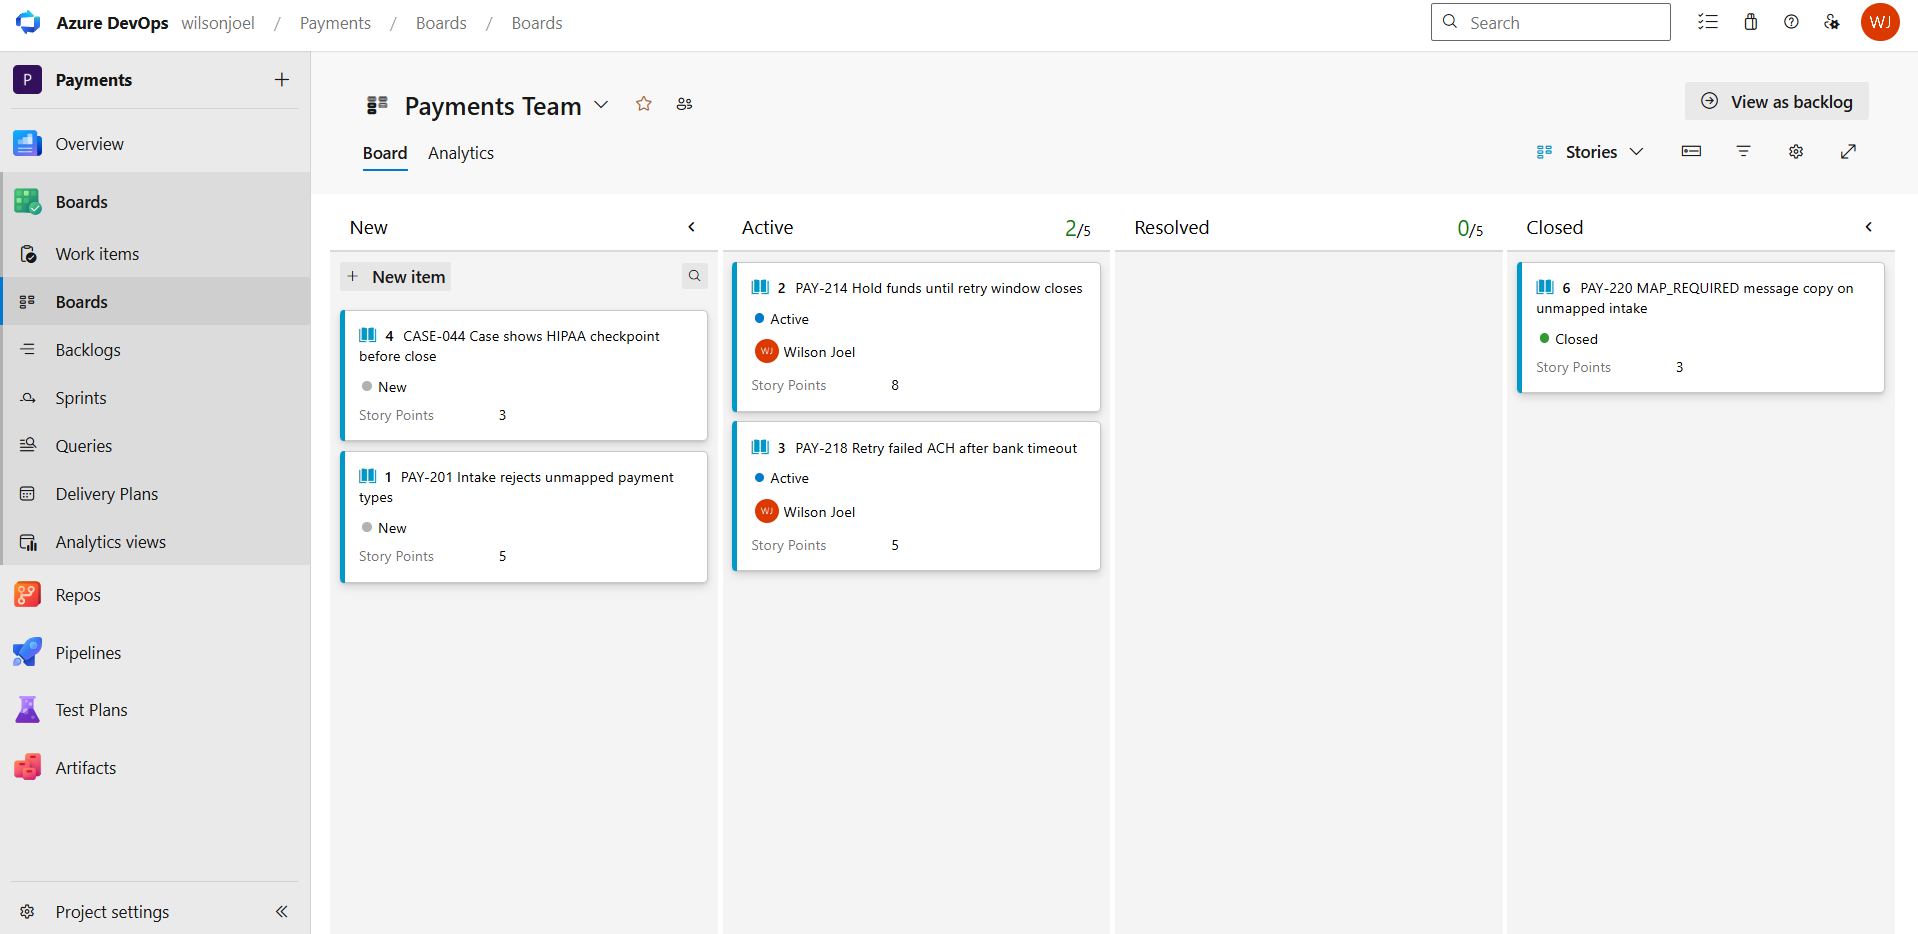 Azure DevOps wilsonjoel / Payments / Boards / Boards
Search
WJ
P Payments
Overview
Boards
Work items
Boards
Backlogs
Sprints
Queries
Delivery Plans
Analytics views
Repos
Pipelines
Test Plans
Artifacts
Project settings
Payments Team
View as backlog
Board Analytics
Stories
New
New item
4 CASE-044 Case shows HIPAA checkpoint
before close
New
Story Points 3
1 PAY-201 Intake rejects unmapped payment
types
New
Story Points 5
Active 2/5
2 PAY-214 Hold funds until retry window closes
Active
WJ Wilson Joel
Story Points 8
3 PAY-218 Retry failed ACH after bank timeout
Active
WJ Wilson Joel
Story Points 5
Resolved 0/5
Closed
6 PAY-220 MAP_REQUIRED message copy on
unmapped intake
Closed
Story Points 3